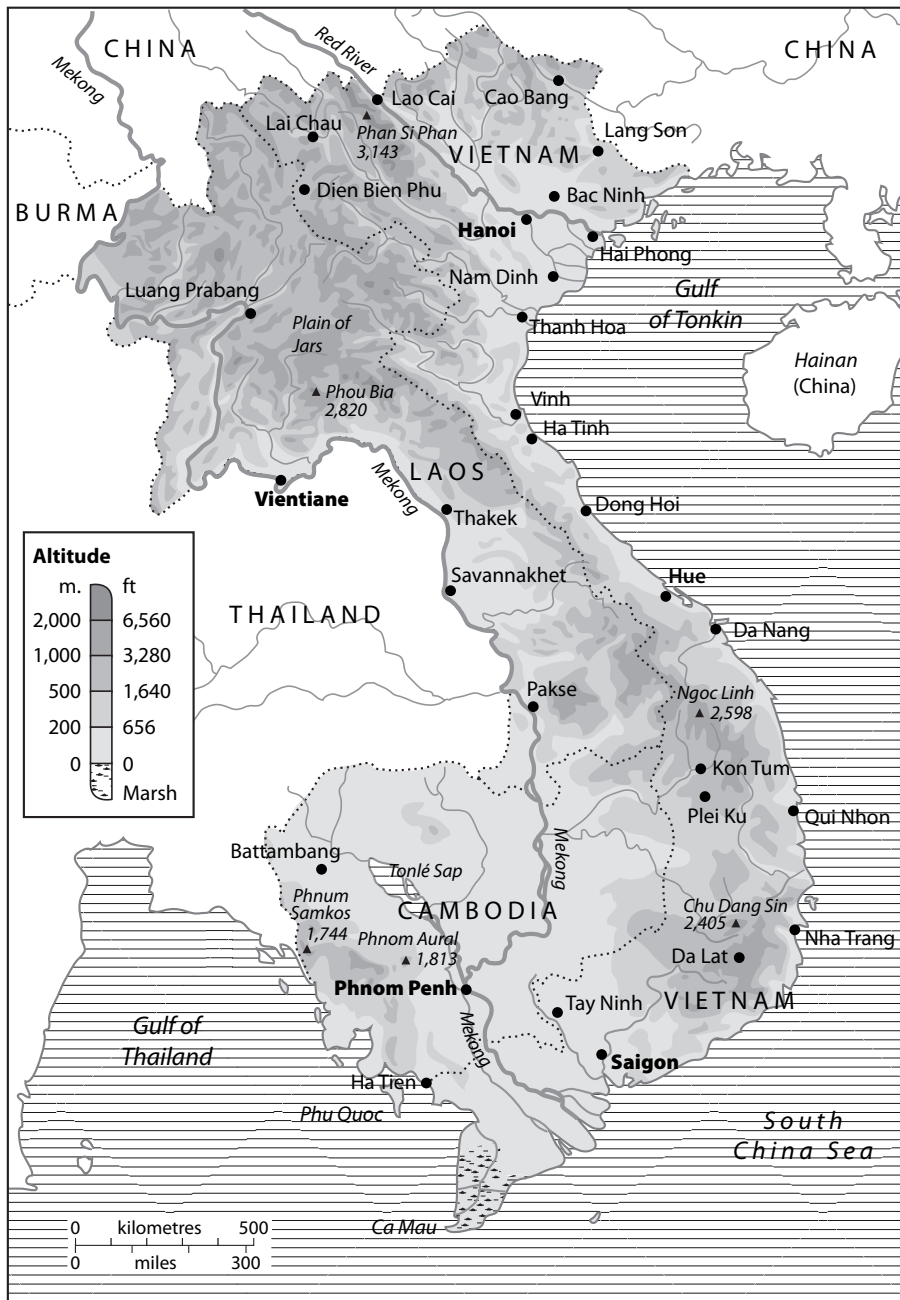 CHINA
CHINA
Mekong
Red River
Lao Cai
Cao Bang
Lai Chau
Phan Si Phan
3,143
Lang Son
VIETNAM
Dien Bien Phu
Bac Ninh
BURMA
Hanoi
Hai Phong
Nam Dinh
Luang Prabang
Gulf
of Tonkin
Thanh Hoa
Plain of
Jars
Hainan
(China)
Phou Bia
2,820
Vinh
Ha Tinh
LAOS
Mekong
Vientiane
Thakek
Dong Hoi
Altitude
m. ft
2,000 6,560
1,000 3,280
500 1,640
200 656
0 0
Marsh
Savannakhet
Hue
THAILAND
Da Nang
Pakse
Ngoc Linh
2,598
Kon Tum
Plei Ku
Qui Nhon
Mekong
Battambang
Tonlé Sap
Phnum
Samkos
1,744
CAMBODIA
Chu Dang Sin
2,405
Phnom Aural
1,813
Nha Trang
Da Lat
Phnom Penh
VIETNAM
Tay Ninh
Mekong
Gulf of
Thailand
Saigon
Ha Tien
Phu Quoc
South
China Sea
Ca Mau
0 kilometres 500
0 miles 300